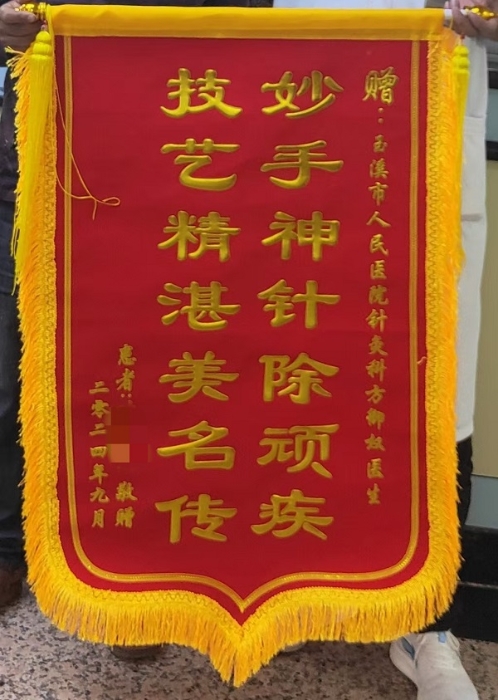 赠：玉溪市人民医院针灸科方柳权医生
妙手神针除顽疾
技艺精湛美名传
患者： 敬赠
二零二四年九月